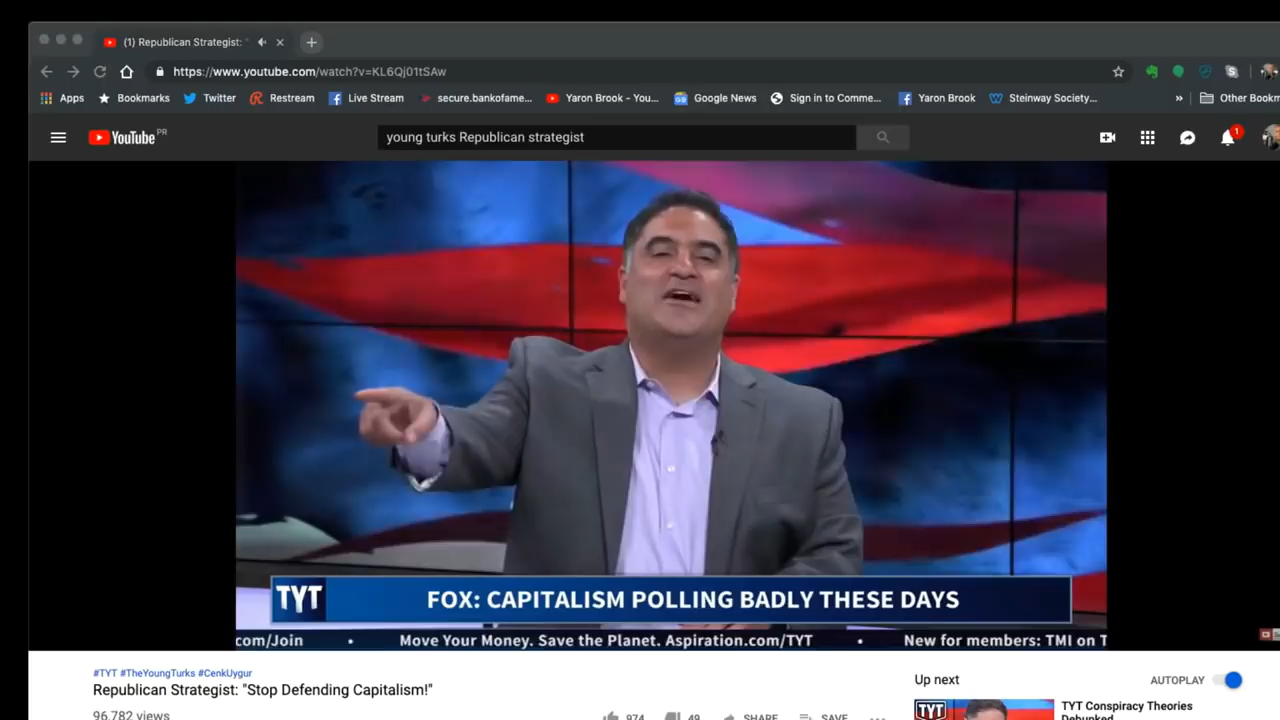 (1) Republican Strategist: "
https://www.youtube.com/watch?v=KL6Qj01tSAw
Apps Bookmarks Twitter Restream Live Stream secure.bankofame... Yaron Brook - You... Google News Sign in to Comme... Yaron Brook Steinway Society... » Other Bookm
YouTube PR young turks Republican strategist 1
TYT FOX: CAPITALISM POLLING BADLY THESE DAYS
com/Join • Move Your Money. Save the Planet. Aspiration.com/TYT • New for members: TMI on T
#TYT #TheYoungTurks #CenkUygur
Republican Strategist: "Stop Defending Capitalism!"
96,782 views 974 49 SHARE SAVE
Up next AUTOPLAY
TYT TYT Conspiracy Theories
Debunked